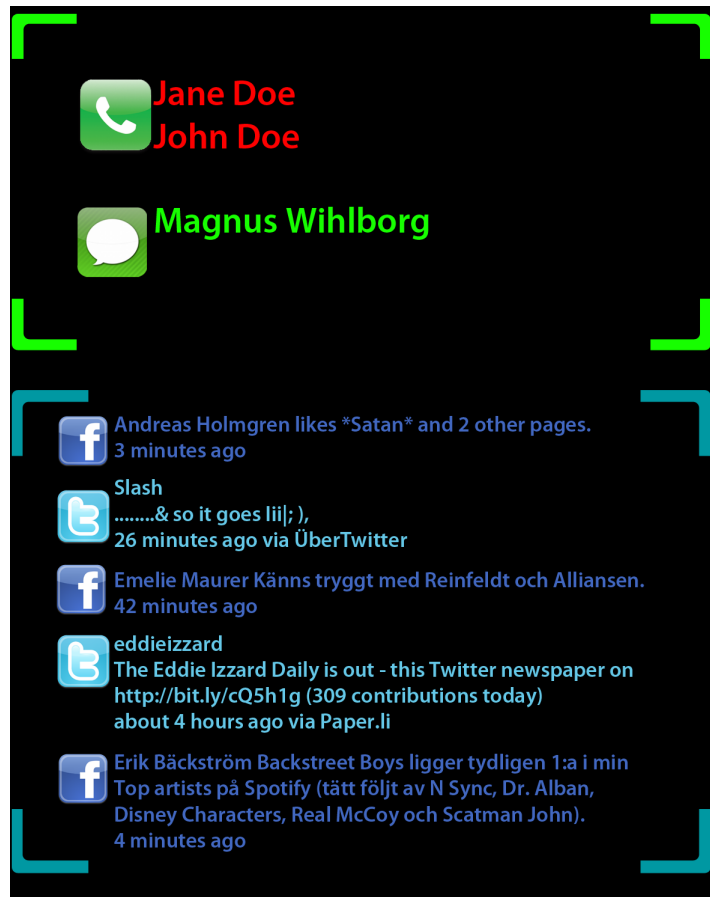 Jane Doe
John Doe
Magnus Wihlborg
Andreas Holmgren likes *Satan* and 2 other pages.
3 minutes ago
Slash
........& so it goes Iii|; ),
26 minutes ago via ÜberTwitter
Emelie Maurer Känns tryggt med Reinfeldt och Alliansen.
42 minutes ago
eddieizzard
The Eddie Izzard Daily is out - this Twitter newspaper on
http://bit.ly/cQ5h1g (309 contributions today)
about 4 hours ago via Paper.li
Erik Bäckström Backstreet Boys ligger tydligen 1:a i min
Top artists på Spotify (tätt följt av N Sync, Dr. Alban,
Disney Characters, Real McCoy och Scatman John).
4 minutes ago